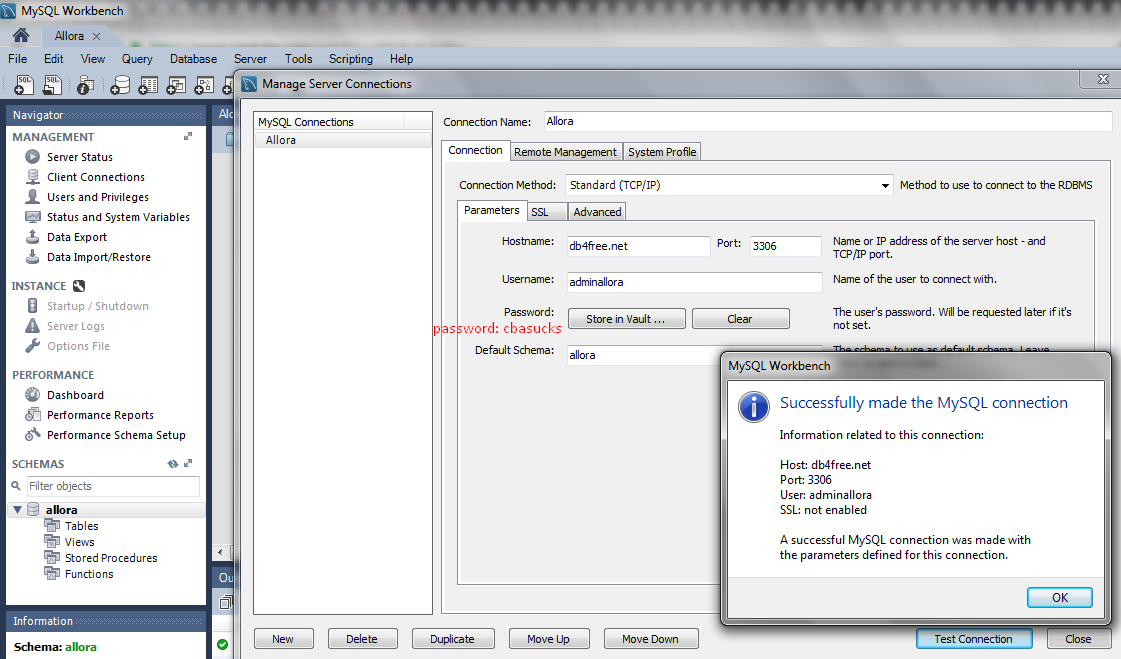 MySQL Workbench
Allora
File Edit View Query Database Server Tools Scripting Help
Manage Server Connections
Navigator
MANAGEMENT
Server Status
Client Connections
Users and Privileges
Status and System Variables
Data Export
Data Import/Restore
INSTANCE
Startup / Shutdown
Server Logs
Options File
PERFORMANCE
Dashboard
Performance Reports
Performance Schema Setup
SCHEMAS
Filter objects
allora
Tables
Views
Stored Procedures
Functions
Information
Schema: allora
MySQL Connections
Allora
Connection Name: Allora
Connection Remote Management System Profile
Connection Method: Standard (TCP/IP) Method to use to connect to the RDBMS
Parameters SSL Advanced
Hostname: db4free.net Port: 3306 Name or IP address of the server host - and
TCP/IP port.
Username: adminallora Name of the user to connect with.
Password: Store in Vault ... Clear The user's password. Will be requested later if it's
not set.
password: cbasucks
Default Schema: allora The schema to use as default schema. Leave
MySQL Workbench
Successfully made the MySQL connection
Information related to this connection:
Host: db4free.net
Port: 3306
User: adminallora
SSL: not enabled
A successful MySQL connection was made with
the parameters defined for this connection.
OK
New Delete Duplicate Move Up Move Down Test Connection Close